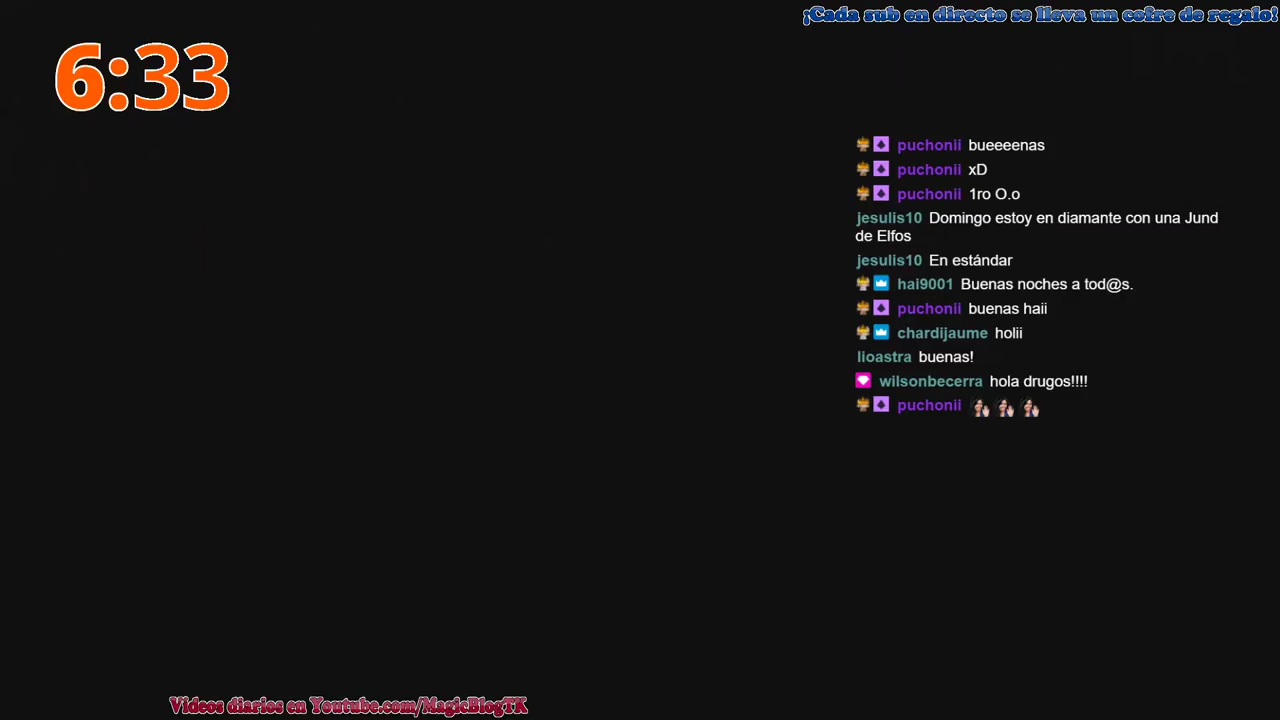 ¡Cada sub en directo se lleva un cofre de regalo!
6:33
puchonii bueeeenas
puchonii xD
puchonii 1ro O.o
jesulis10 Domingo estoy en diamante con una Jund
de Elfos
jesulis10 En estándar
hai9001 Buenas noches a tod@s.
puchonii buenas haii
chardijaume holii
lioastra buenas!
wilsonbecerra hola drugos!!!!
puchonii
Videos diarios en Youtube.com/MagicBlogTK